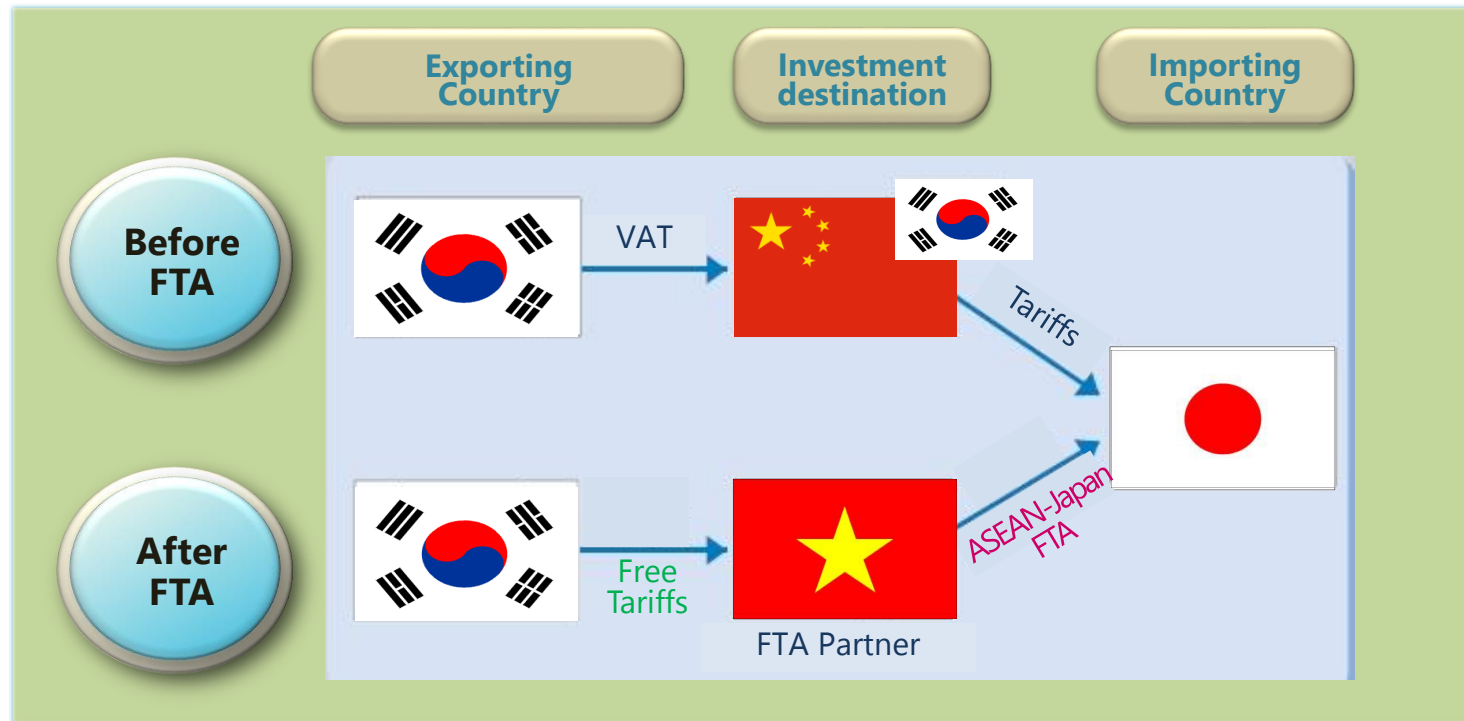 Exporting
Country
Investment
destination
Importing
Country
Before
FTA
VAT
Tariffs
After
FTA
Free
Tariffs
ASEAN-Japan
FTA
FTA Partner